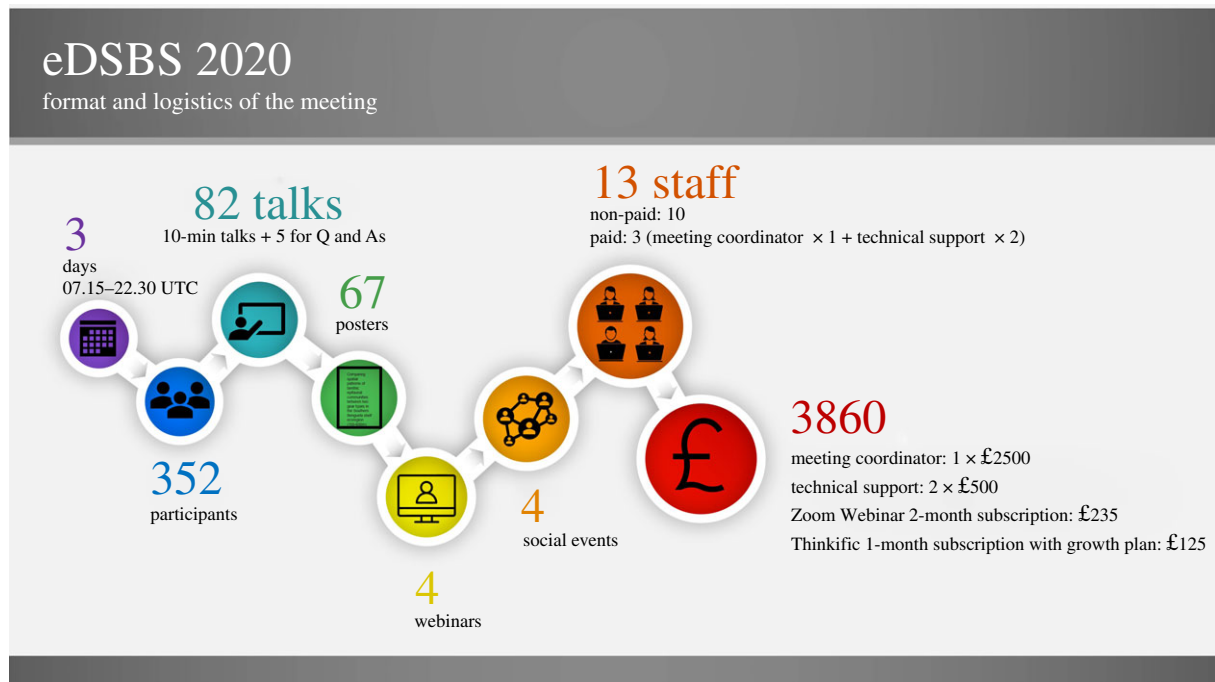 eDSBS 2020
format and logistics of the meeting
3
days
07.15–22.30 UTC
352
participants
82 talks
10-min talks + 5 for Q and As
67
posters
4
webinars
4
social events
13 staff
non-paid: 10
paid: 3 (meeting coordinator × 1 + technical support × 2)
£
3860
meeting coordinator: 1 × £2500
technical support: 2 × £500
Zoom Webinar 2-month subscription: £235
Thinkific 1-month subscription with growth plan: £125